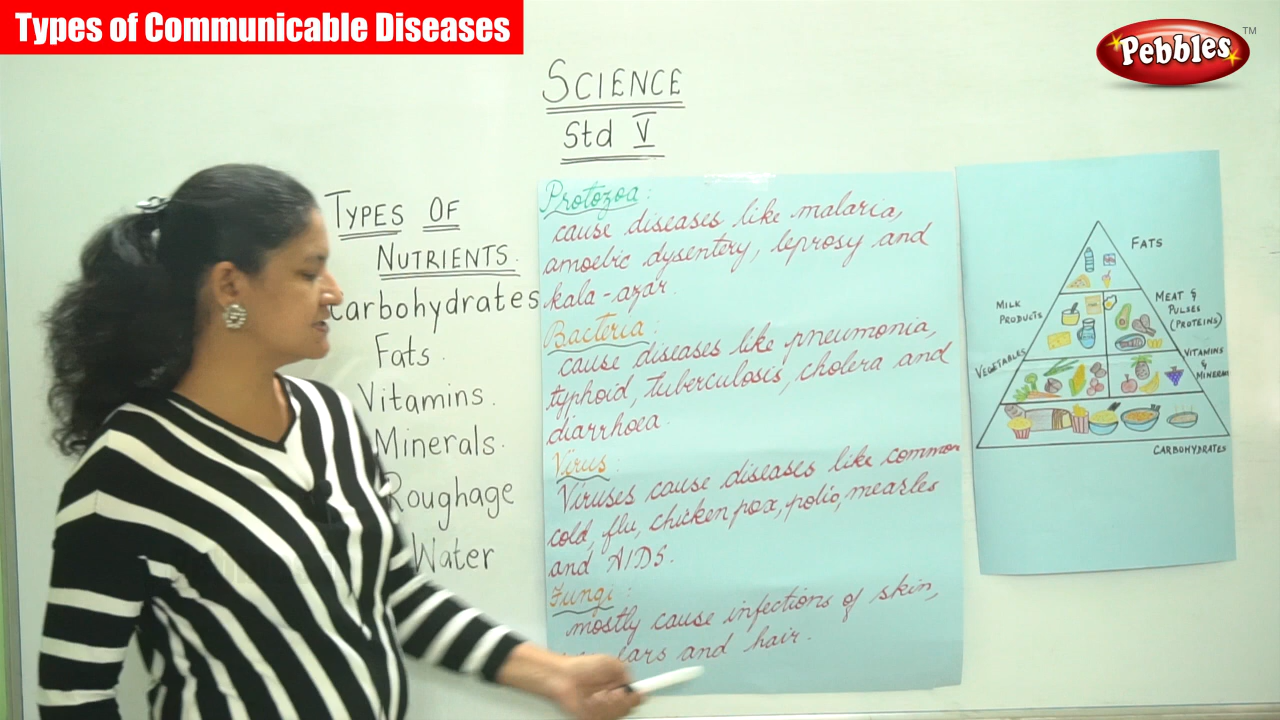 Types of Communicable Diseases
Pebbles
TM
SCIENCE
Std V
TYPES OF
NUTRIENTS.
Carbohydrates
Fats.
Vitamins.
Minerals.
Roughage
Water
Protozoa:
cause diseases like malaria,
amoebic dysentery, leprosy and
kala-azar.
Bacteria:
cause diseases like pneumonia,
typhoid, tuberculosis, cholera and
diarrhoea.
Virus:
Viruses cause diseases like common
cold, flu, chicken pox, polio, measles
and AIDS.
Fungi:
mostly cause infections of skin,
ears and hair.
FATS
MILK
PRODUCTS
MEAT &
PULSES
(PROTEINS)
VEGETABLES
VITAMINS
&
MINERALS
CARBOHYDRATES